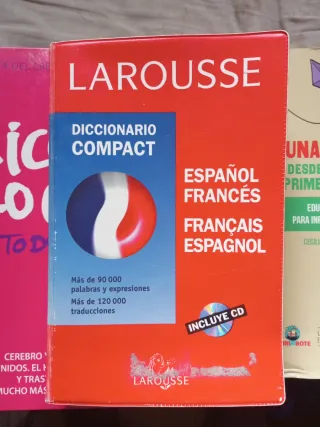 LAROUSSE
DICCIONARIO
COMPACT
ESPAÑOL
FRANCÉS
FRANÇAIS
ESPAGNOL
Más de 90 000
palabras y expresiones
Más de 120 000
traducciones
INCLUYE CD
LAROUSSE
TOD
CEREBRO Y
NIDOS. EL H
Y TRAS
MUCHO MÁS
UNA
DESDE
PRIME
EDU
PARA INF